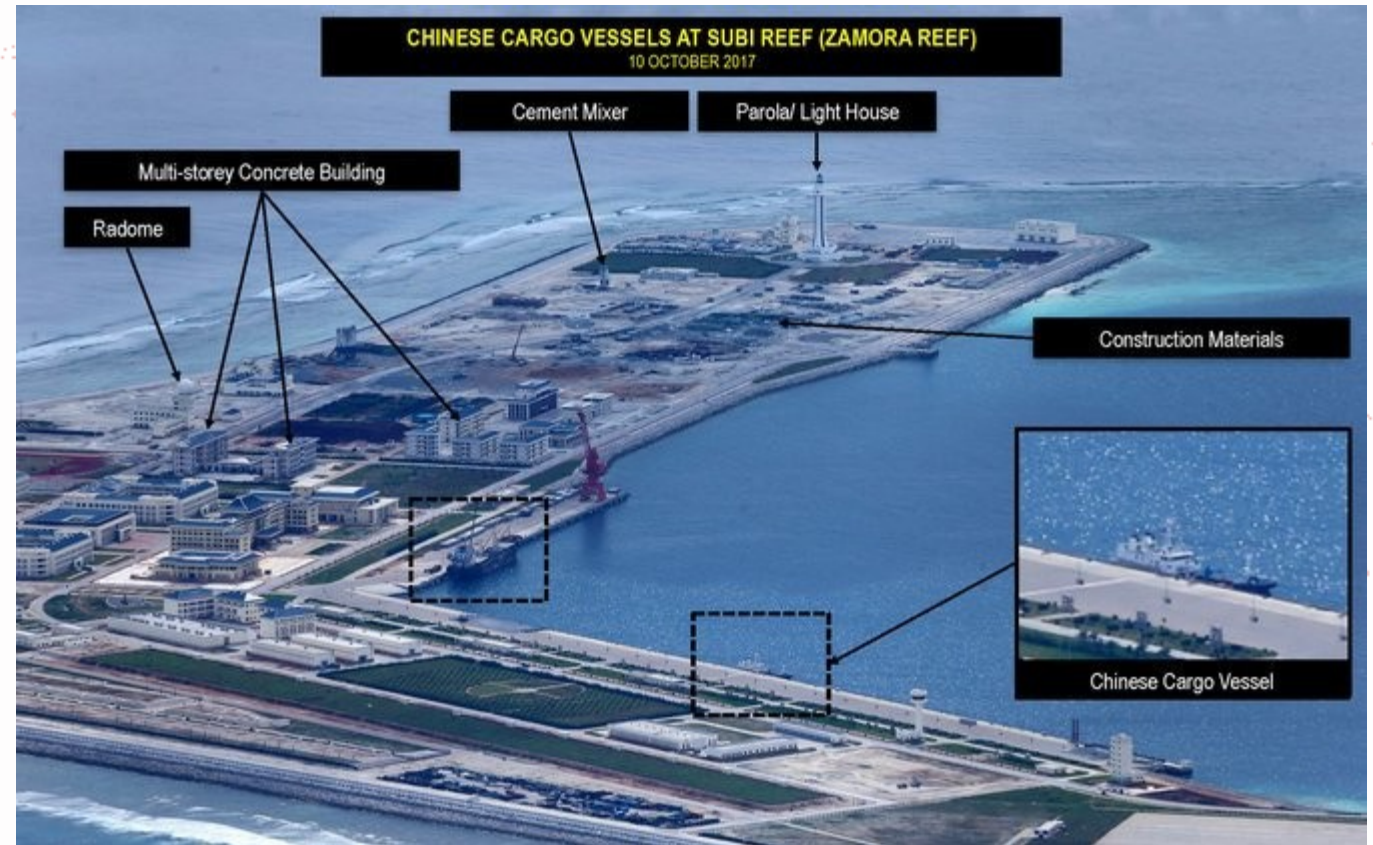 CHINESE CARGO VESSELS AT SUBI REEF (ZAMORA REEF)
10 OCTOBER 2017
Cement Mixer
Parola/ Light House
Multi-storey Concrete Building
Radome
Construction Materials
Chinese Cargo Vessel